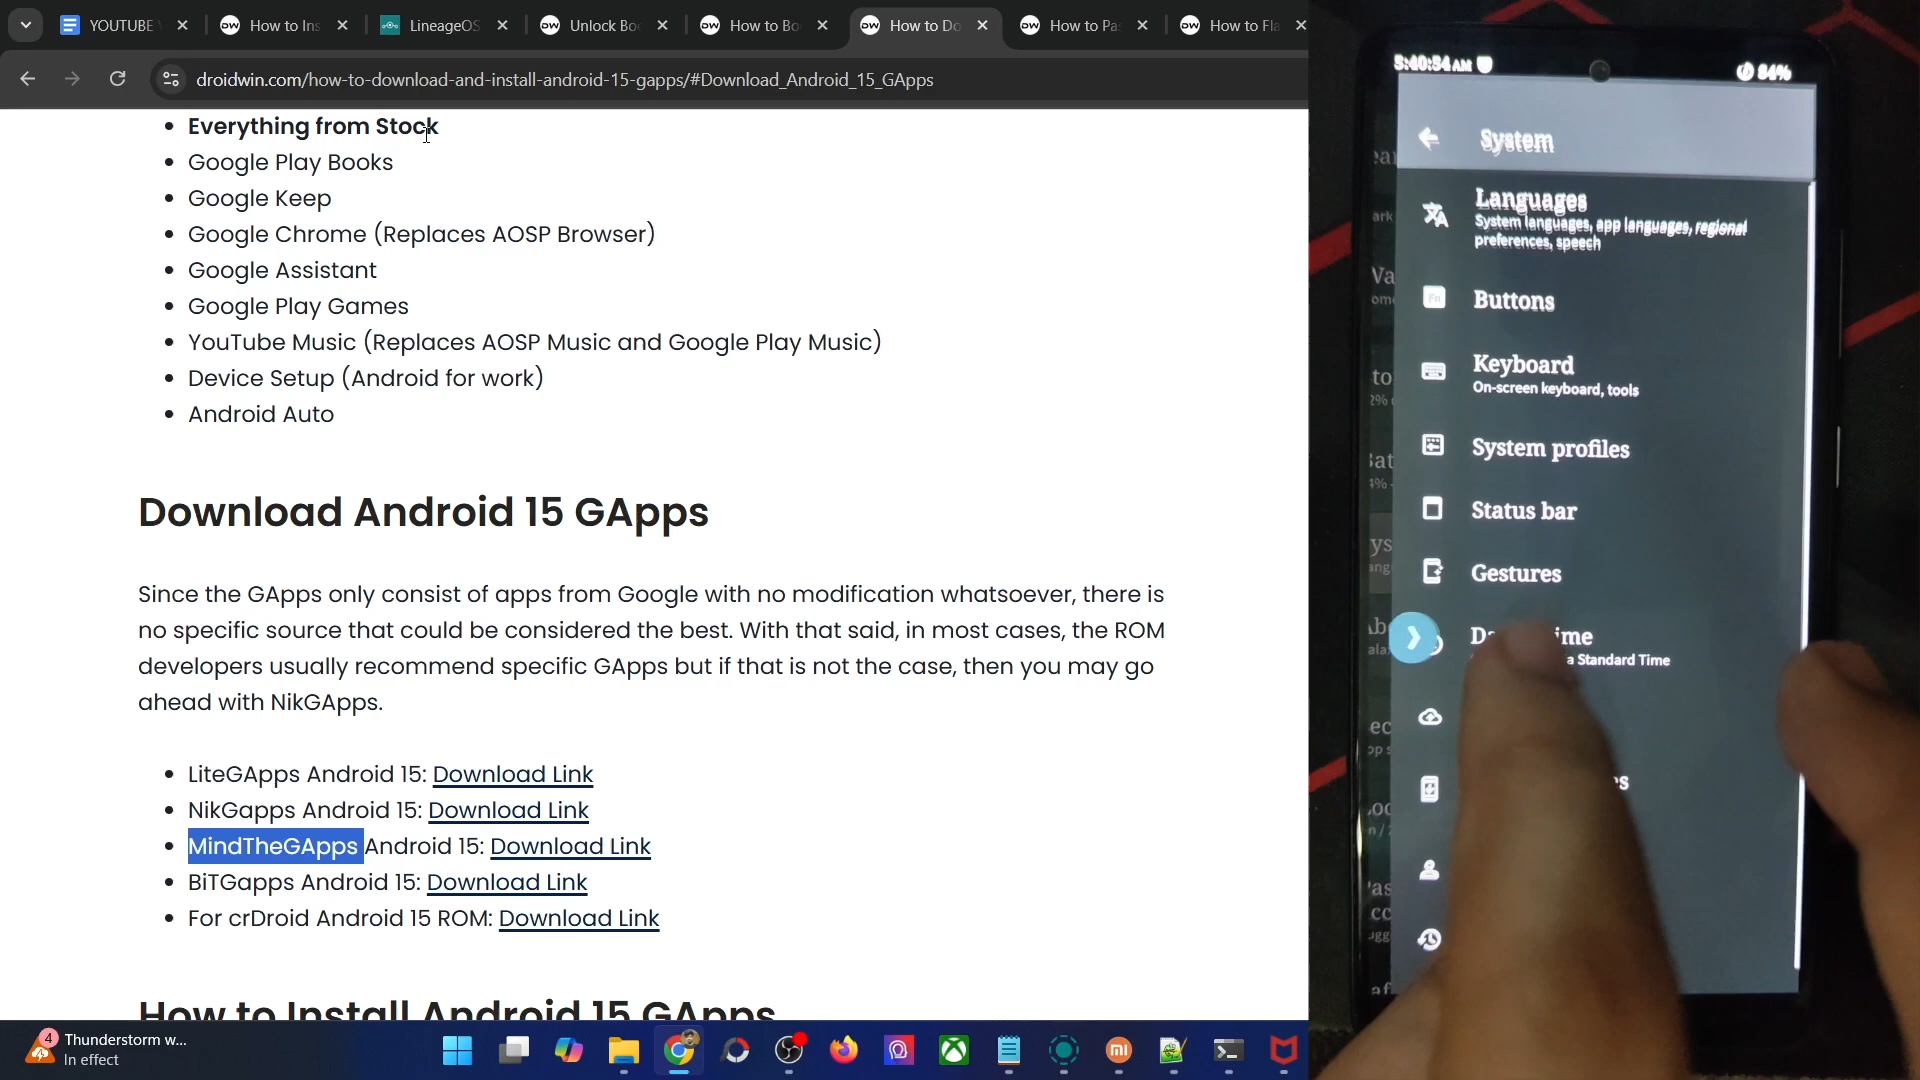 YOUTUBE
How to Ins
LineageOS
Unlock Boo
How to Bo
How to Do
How to Pa
How to Fla
droidwin.com/how-to-download-and-install-android-15-gapps/#Download_Android_15_GApps
Everything from Stock
Google Play Books
Google Keep
Google Chrome (Replaces AOSP Browser)
Google Assistant
Google Play Games
YouTube Music (Replaces AOSP Music and Google Play Music)
Device Setup (Android for work)
Android Auto
Download Android 15 GApps
Since the GApps only consist of apps from Google with no modification whatsoever, there is
no specific source that could be considered the best. With that said, in most cases, the ROM
developers usually recommend specific GApps but if that is not the case, then you may go
ahead with NikGApps.
LiteGApps Android 15: Download Link
NikGapps Android 15: Download Link
MindTheGApps Android 15: Download Link
BiTGapps Android 15: Download Link
For crDroid Android 15 ROM: Download Link
How to Install Android 15 GApps
4
Thunderstorm w...
In effect
5:40:54 AM
84%
System
Languages
System languages, app languages, regional
preferences, speech
Buttons
Keyboard
On-screen keyboard, tools
System profiles
Status bar
Gestures
a Standard Time